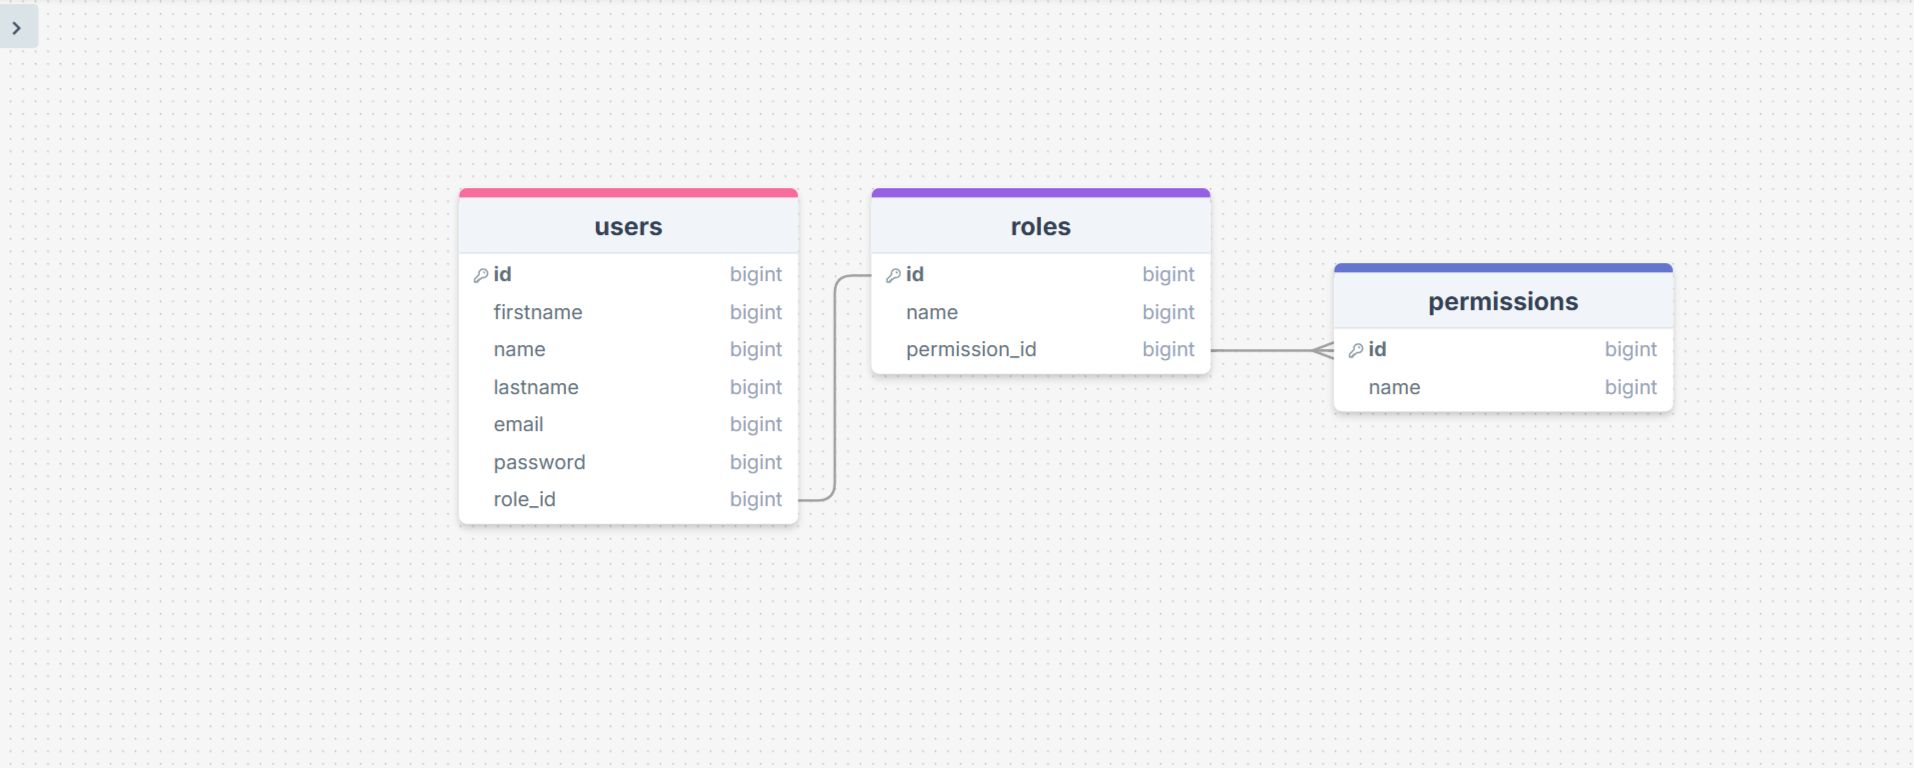 users
id bigint
firstname bigint
name bigint
lastname bigint
email bigint
password bigint
role_id bigint
roles
id bigint
name bigint
permission_id bigint
permissions
id bigint
name bigint